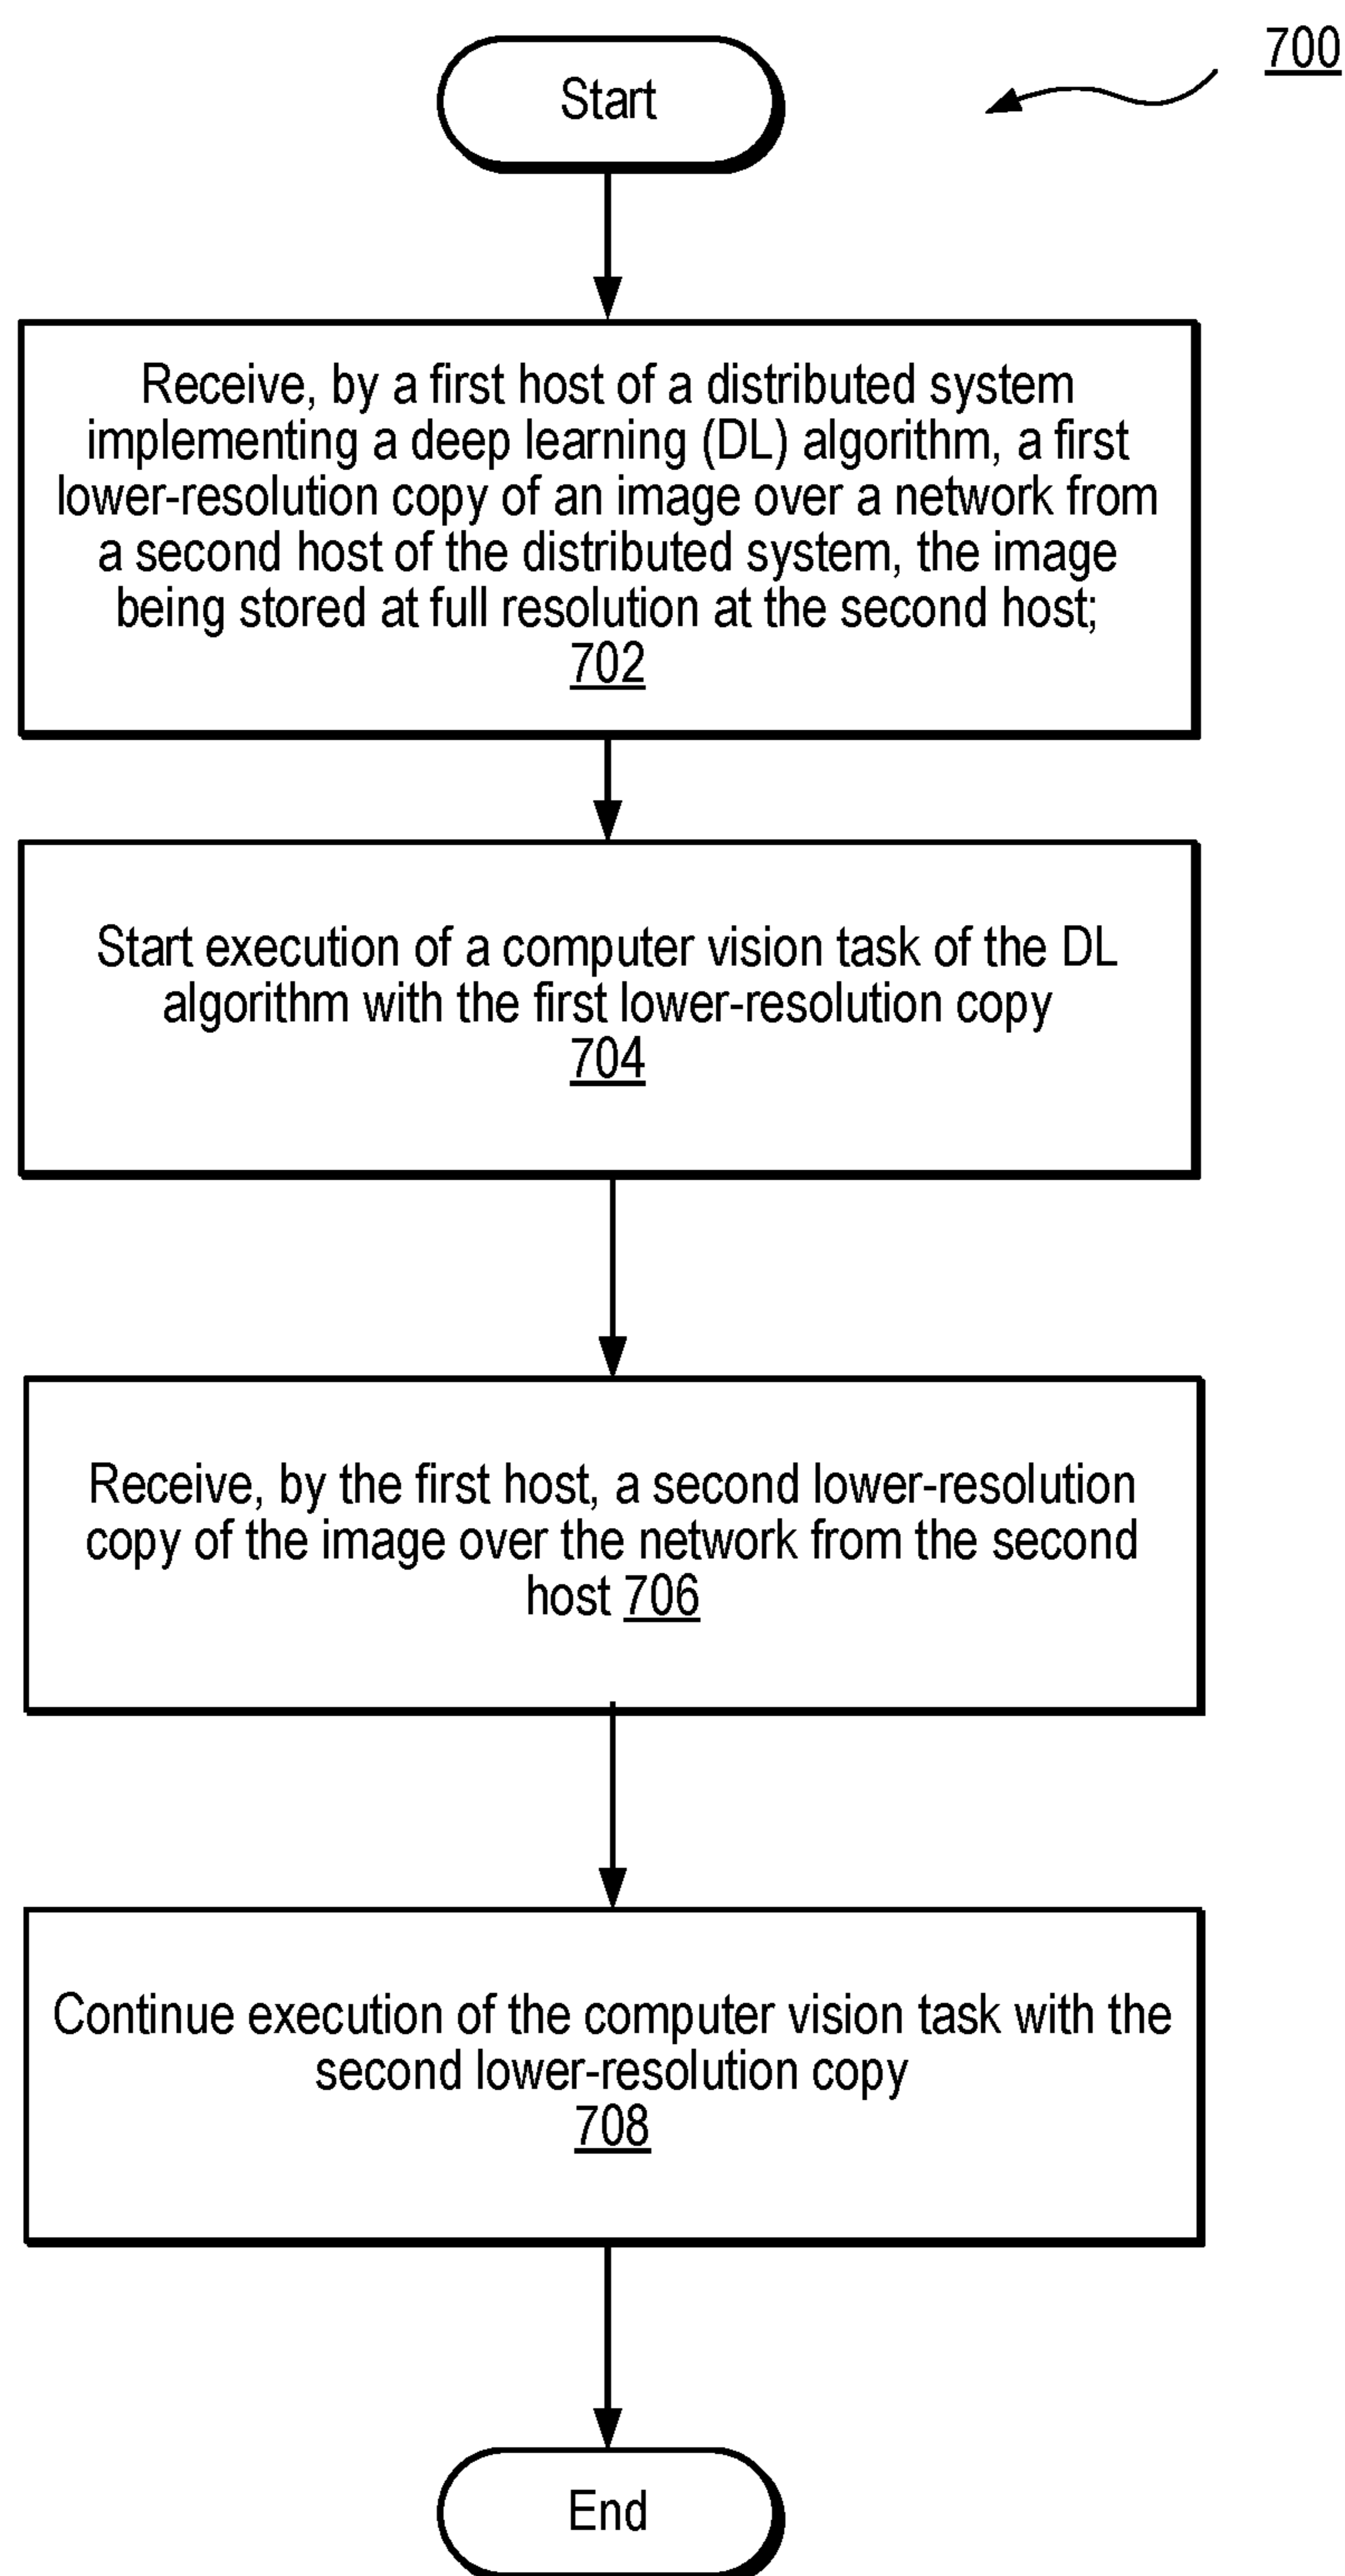 700
Start
Receive, by a first host of a distributed system
implementing a deep learning (DL) algorithm, a first
lower-resolution copy of an image over a network from
a second host of the distributed system, the image
being stored at full resolution at the second host;
702
Start execution of a computer vision task of the DL
algorithm with the first lower-resolution copy
704
Receive, by the first host, a second lower-resolution
copy of the image over the network from the second
host 706
Continue execution of the computer vision task with the
second lower-resolution copy
708
End